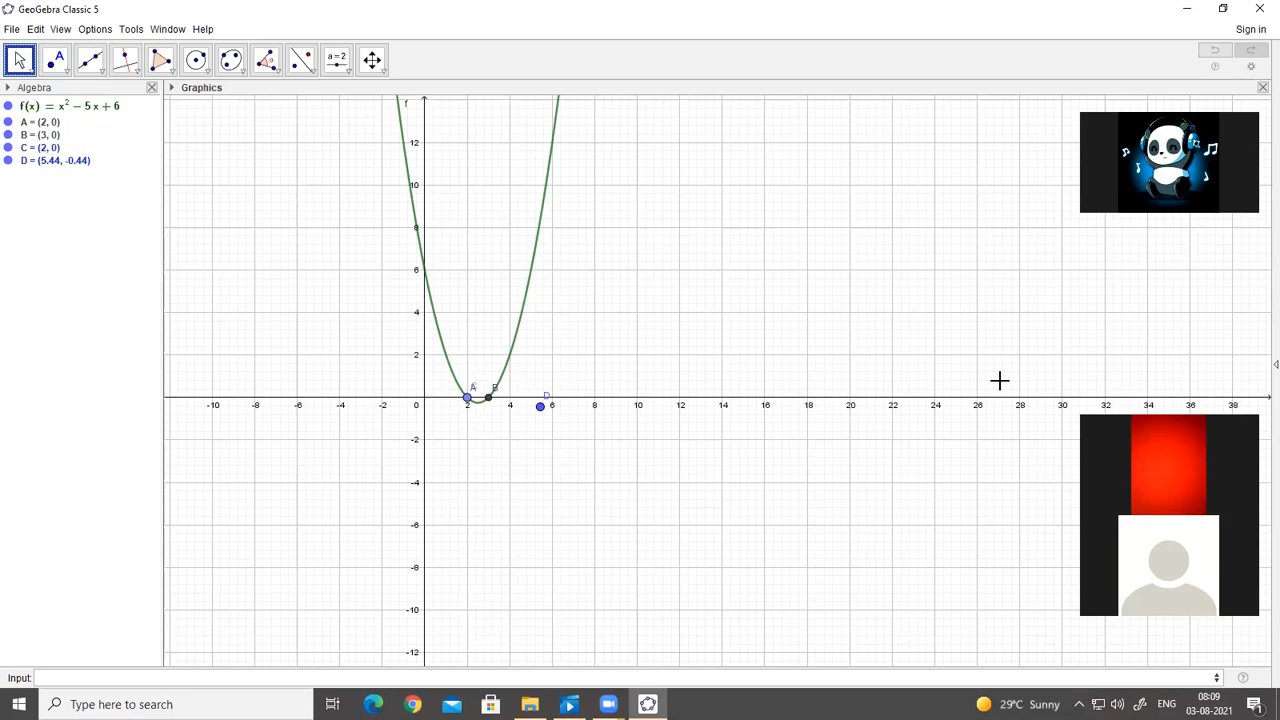 GeoGebra Classic 5
File Edit View Options Tools Window Help
Sign in
A
a=2
Algebra
Graphics
f(x) = x² − 5 x + 6
A = (2, 0)
B = (3, 0)
C = (2, 0)
D = (5.44, -0.44)
f
12
10
8
6
4
2
A C B D
-10 -8 -6 -4 -2 0 2 4 6 8 10 12 14 16 18 20 22 24 26 28 30 32 34 36 38
-2
-4
-6
-8
-10
-12
Input:
Type here to search
29°C Sunny
ENG
08:09
03-08-2021
1